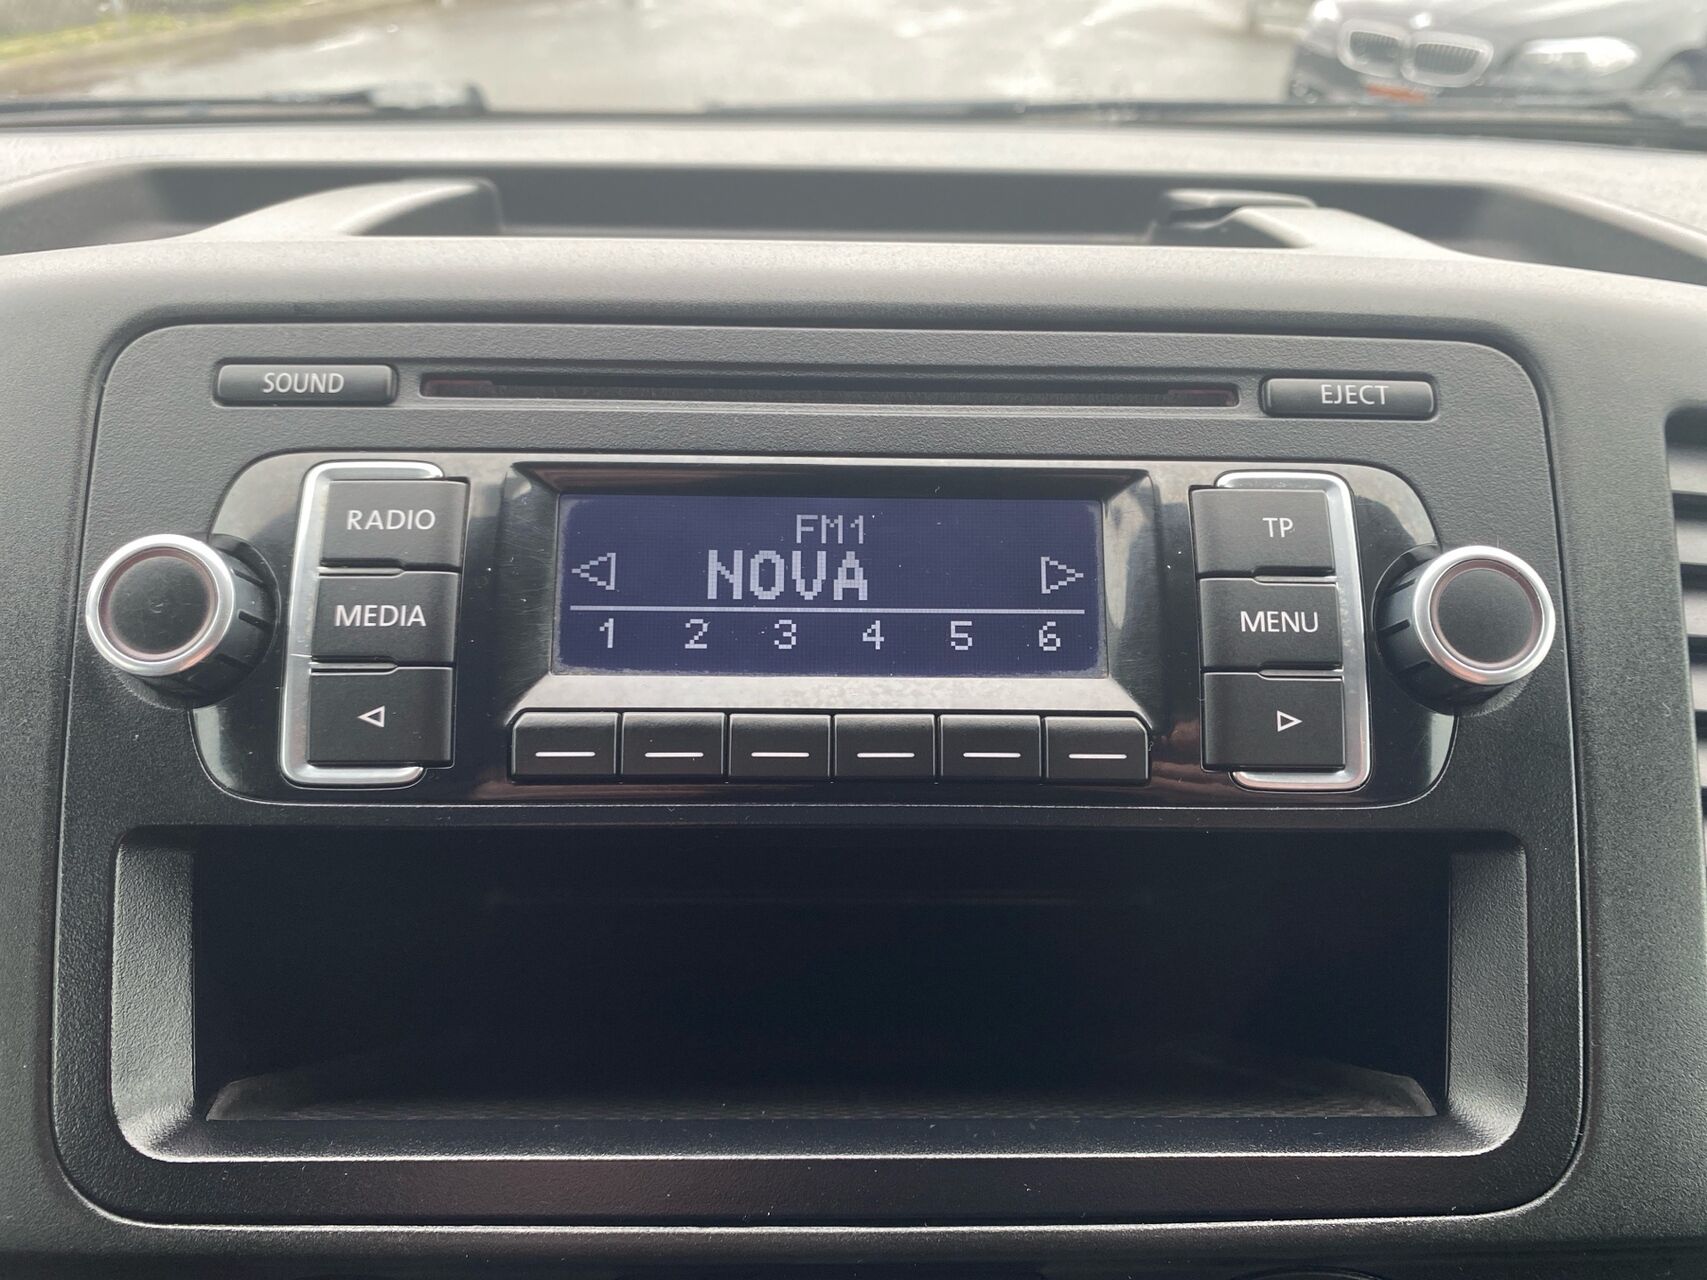 SOUND
EJECT
RADIO
FM1
TP
NOVA
MEDIA
MENU
1 2 3 4 5 6